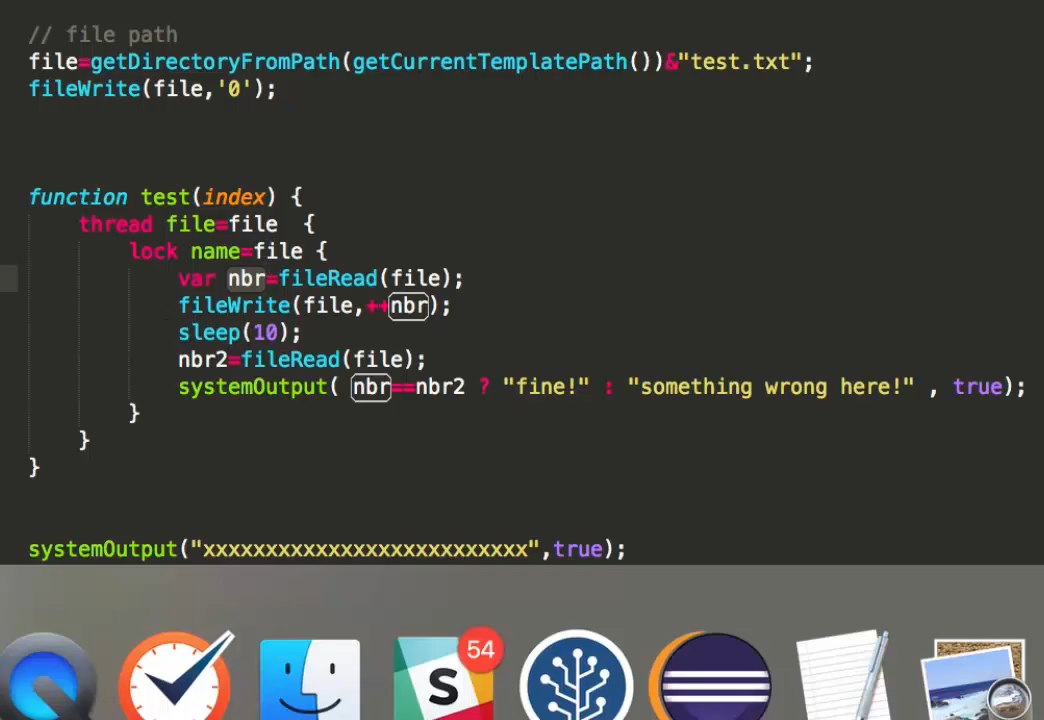 // file path
file=getDirectoryFromPath(getCurrentTemplatePath())&"test.txt";
fileWrite(file,'0');
function test(index) {
thread file=file {
lock name=file {
var nbr=fileRead(file);
fileWrite(file,++nbr);
sleep(10);
nbr2=fileRead(file);
systemOutput( nbr==nbr2 ? "fine!" : "something wrong here!" , true);
}
}
}
systemOutput("xxxxxxxxxxxxxxxxxxxxxxxxxx",true);
54
S